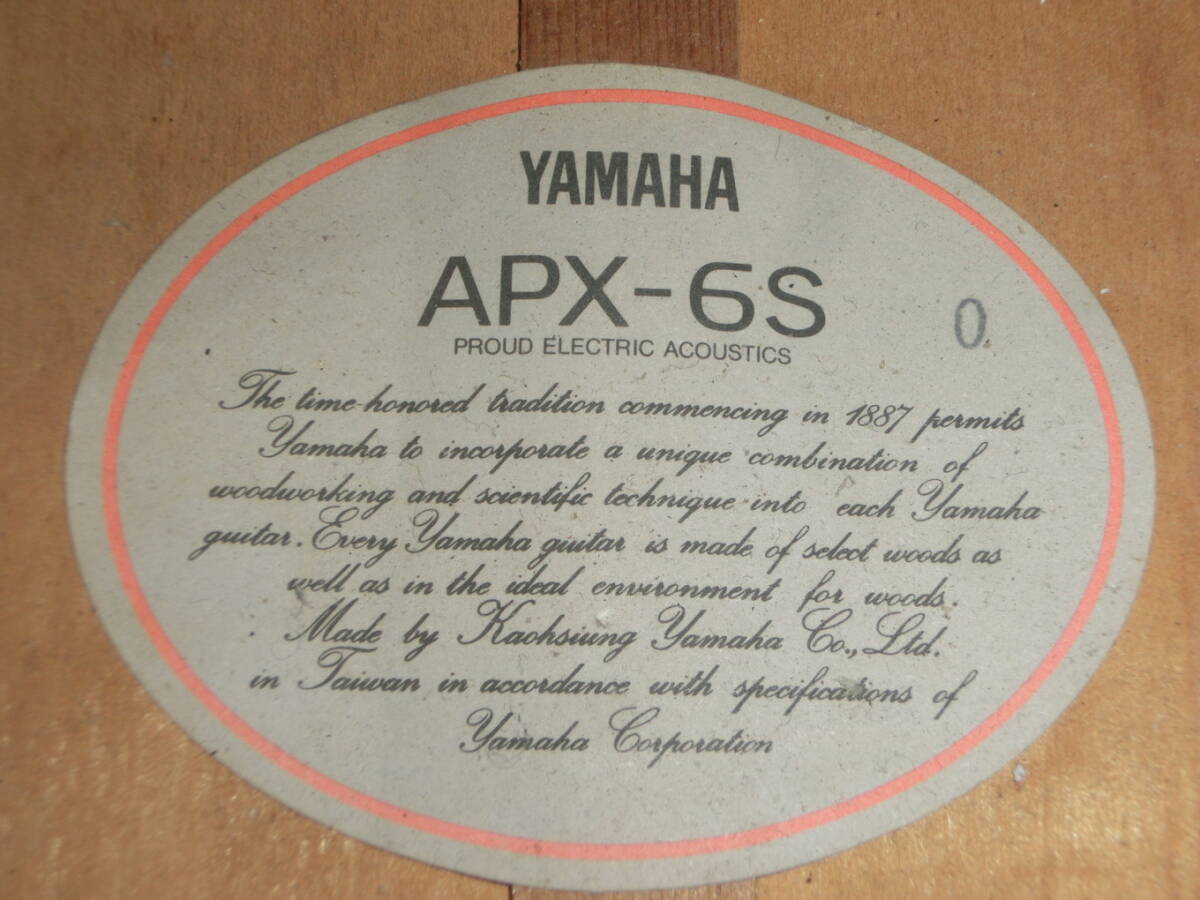 YAMAHA
APX-6S
0.
PROUD ELECTRIC ACOUSTICS
The time-honored tradition commencing in 1887 permits
Yamaha to incorporate a unique combination of
woodworking and scientific technique into each Yamaha
guitar. Every Yamaha guitar is made of select woods as
well as in the ideal environment for woods.
Made by Kaohsiung Yamaha Co., Ltd.
in Taiwan in accordance with specifications of
Yamaha Corporation